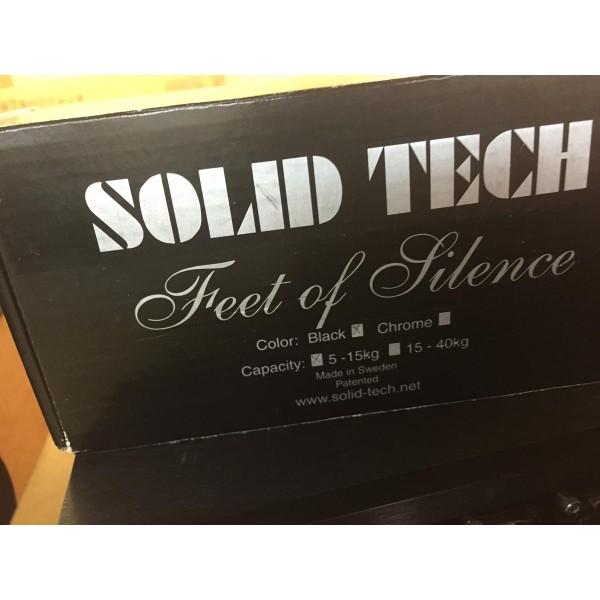 SOLID TECH
Feet of Silence
Color: Black ☒ Chrome ☐
Capacity: ☒ 5 -15kg ☐ 15 - 40kg
Made in Sweden
Patented
www.solid-tech.net